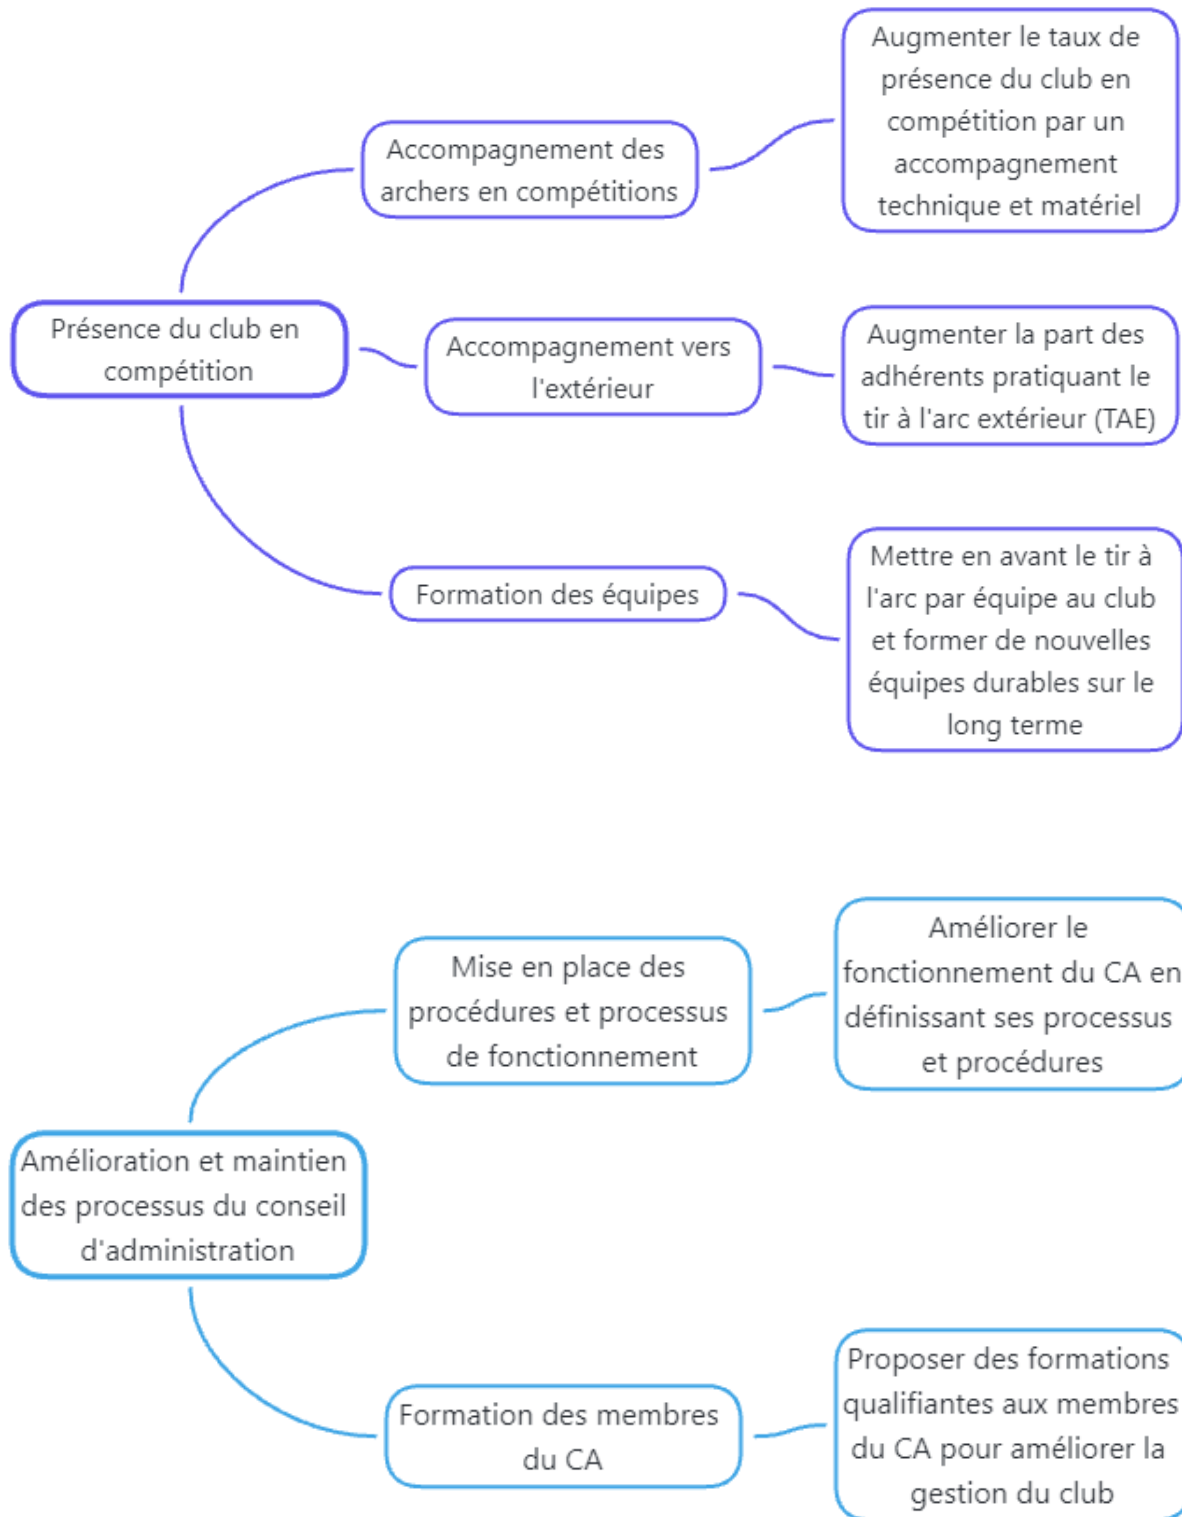 Présence du club en
compétition
Accompagnement des
archers en compétitions
Augmenter le taux de
présence du club en
compétition par un
accompagnement
technique et matériel
Accompagnement vers
l'extérieur
Augmenter la part des
adhérents pratiquant le
tir à l'arc extérieur (TAE)
Formation des équipes
Mettre en avant le tir à
l'arc par équipe au club
et former de nouvelles
équipes durables sur le
long terme
Amélioration et maintien
des processus du conseil
d'administration
Mise en place des
procédures et processus
de fonctionnement
Améliorer le
fonctionnement du CA en
définissant ses processus
et procédures
Formation des membres
du CA
Proposer des formations
qualifiantes aux membres
du CA pour améliorer la
gestion du club